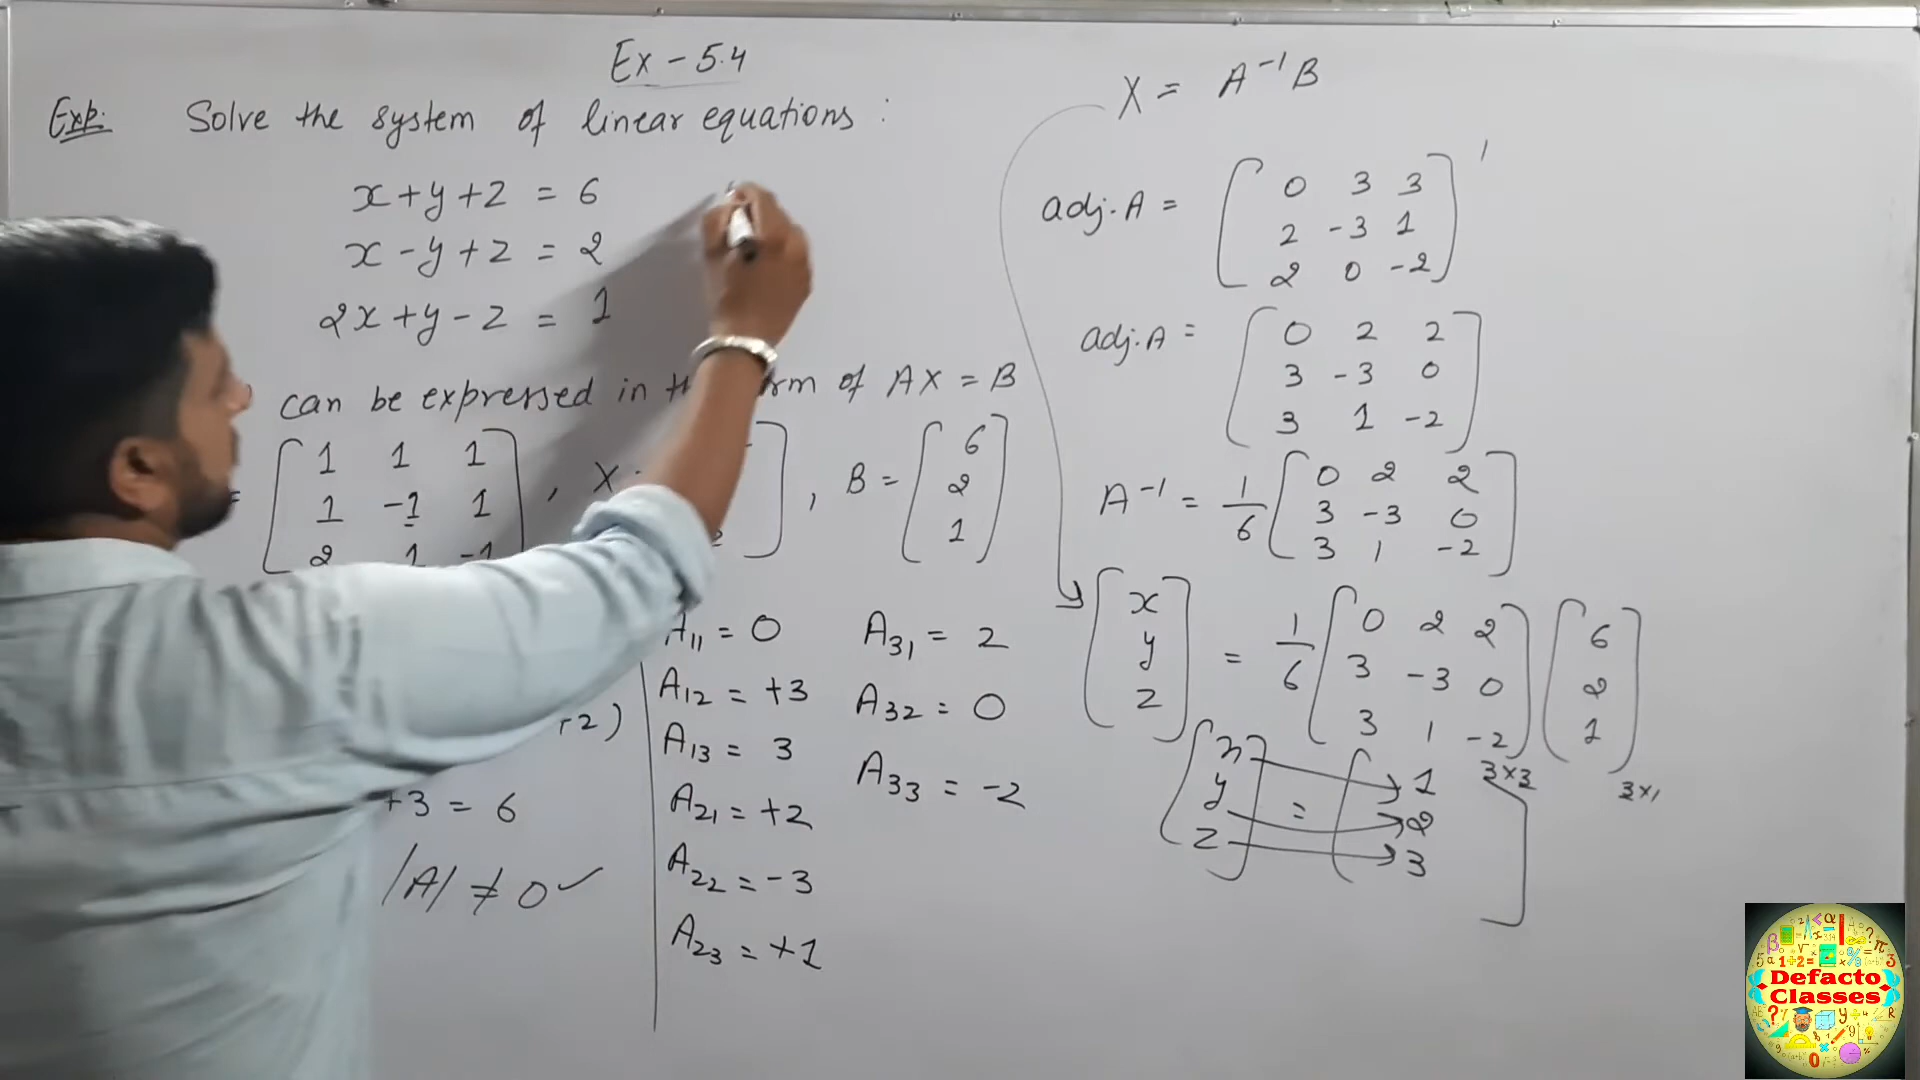 Ex - 5.4
Exp. Solve the system of linear equations :
x + y + z = 6
x - y + z = 2
2x + y - z = 1
can be expressed in the form of AX = B
= [ 1 1 1
1 -1 1
2 1 -1 ] , X , B = [ 6
2
1 ]
+2)
+3 = 6
|A| ≠ 0 ✓
A11 = 0
A12 = +3
A13 = 3
A21 = +2
A22 = -3
A23 = +1
A31 = 2
A32 = 0
A33 = -2
X = A⁻¹B
adj.A = [ 0 3 3
2 -3 1
2 0 -2 ]'
adj.A = [ 0 2 2
3 -3 0
3 1 -2 ]
A⁻¹ = 1/6 [ 0 2 2
3 -3 0
3 1 -2 ]
[ x
y
z ] = 1/6 [ 0 2 2
3 -3 0
3 1 -2 ] 3×3 [ 6
2
1 ] 3×1
[ x
y
z ] = [ 1
2
3 ]
Defacto
Classes